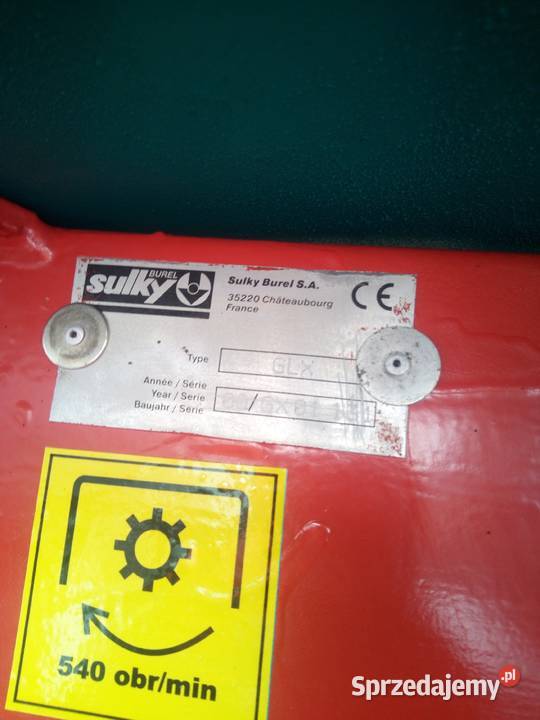 BUREL
sulky
Sulky Burel S.A.
35220 Châteaubourg
France
CE
Type GLX
Année / Série
Year / Serie
Baujahr / Serie
540 obr/min
Sprzedajemy.pl